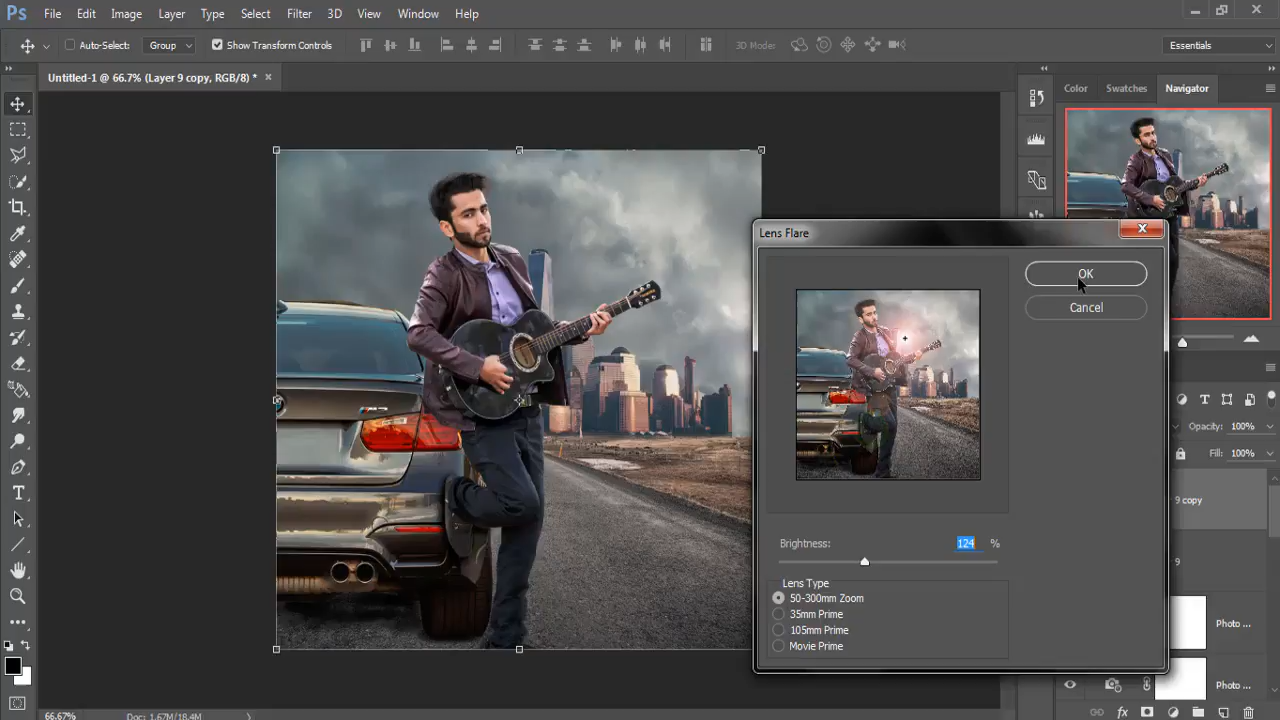 Ps File Edit Image Layer Type Select Filter 3D View Window Help
Auto-Select: Group Show Transform Controls 3D Mode: Essentials
Untitled-1 @ 66.7% (Layer 9 copy, RGB/8) * ×
Color Swatches Navigator
Lens Flare
OK
Cancel
Opacity: 100%
Fill: 100%
9 copy
9
Brightness: 124 %
Lens Type
50-300mm Zoom
35mm Prime
105mm Prime
Movie Prime
Photo ...
Photo ...
66.67% Doc: 1.67M/18.4M
fx